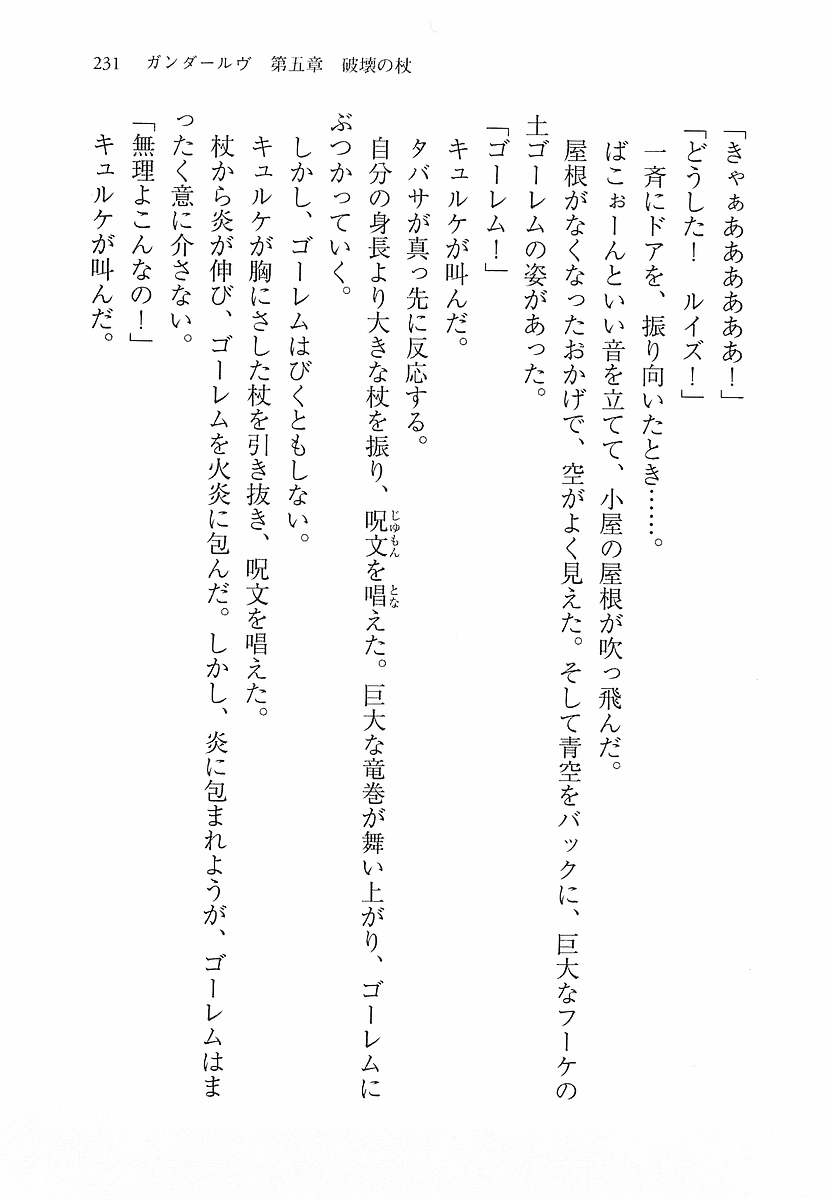 231　ガンダールヴ　第五章　破壊の杖
「きゃぁあああああ！」
「どうした！　ルイズ！」
一斉にドアを、振り向いたとき……。
ばこぉーんといい音を立てて、小屋の屋根が吹っ飛んだ。
屋根がなくなったおかげで、空がよく見えた。そして青空をバックに、巨大なフーケの
土ゴーレムの姿があった。
「ゴーレム！」
キュルケが叫んだ。
タバサが真っ先に反応する。
自分の身長より大きな杖を振り、呪文を唱えた。巨大な竜巻が舞い上がり、ゴーレムに
じゅもん
とな
ぶつかっていく。
しかし、ゴーレムはびくともしない。
キュルケが胸にさした杖を引き抜き、呪文を唱えた。
杖から炎が伸び、ゴーレムを火炎に包んだ。しかし、炎に包まれようが、ゴーレムはま
ったく意に介さない。
「無理よこんなの！」
キュルケが叫んだ。